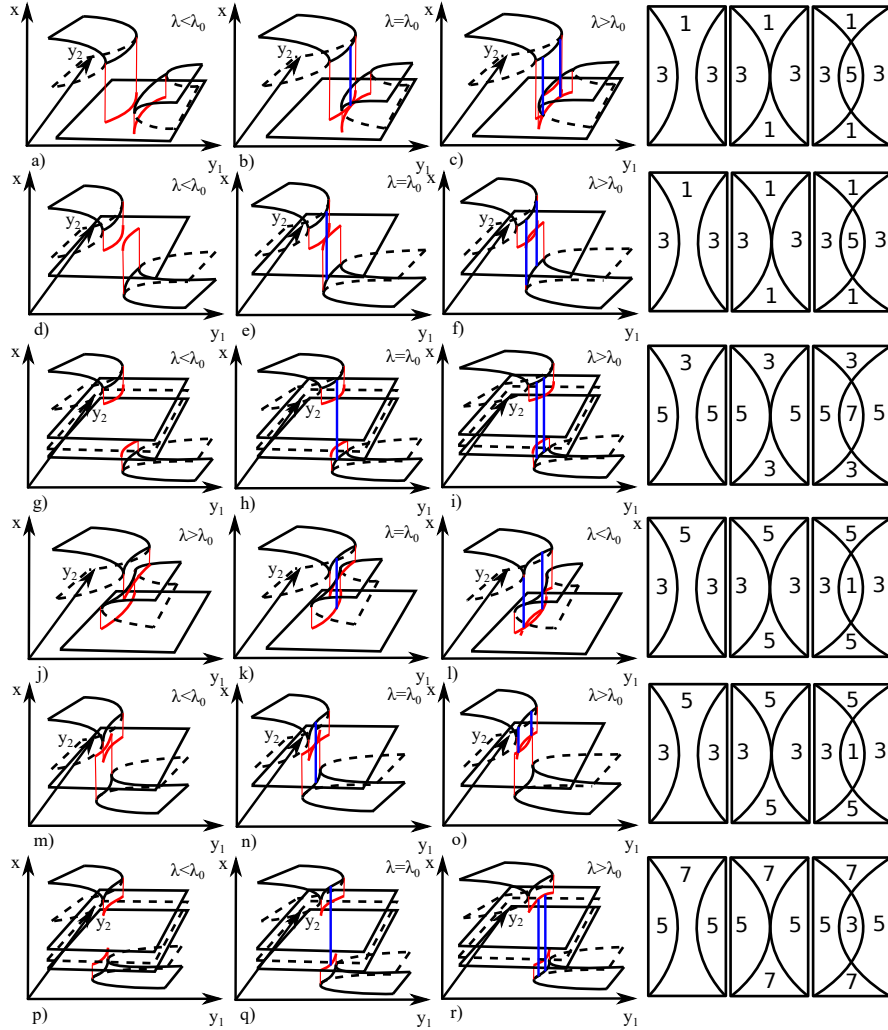 x λ<λ₀ x λ=λ₀ x λ>λ₀ 1 1 1
y₂ y₂ y₂
3 3 3 3 3 5 3
1 1
a) y₁ b) y₁ c) y₁
x λ<λ₀ x λ=λ₀ x λ>λ₀ 1 1 1
y₂ y₂ y₂
3 3 3 3 3 5 3
1 1
d) y₁ e) y₁ f) y₁
x λ<λ₀ x λ=λ₀ x λ>λ₀ 3 3 3
y₂ y₂ y₂
5 5 5 5 5 7 5
3 3
g) y₁ h) y₁ i) y₁
x λ>λ₀ x λ=λ₀ x λ<λ₀ x 5 5 5
y₂ y₂ y₂
3 3 3 3 3 1 3
5 5
j) y₁ k) y₁ l) y₁
x λ<λ₀ x λ=λ₀ x λ>λ₀ 5 5 5
y₂ y₂ y₂
3 3 3 3 3 1 3
5 5
m) y₁ n) y₁ o) y₁
x λ<λ₀ x λ=λ₀ x λ>λ₀ 7 7 7
y₂ y₂ y₂
5 5 5 5 5 3 5
7 7
p) y₁ q) y₁ r) y₁